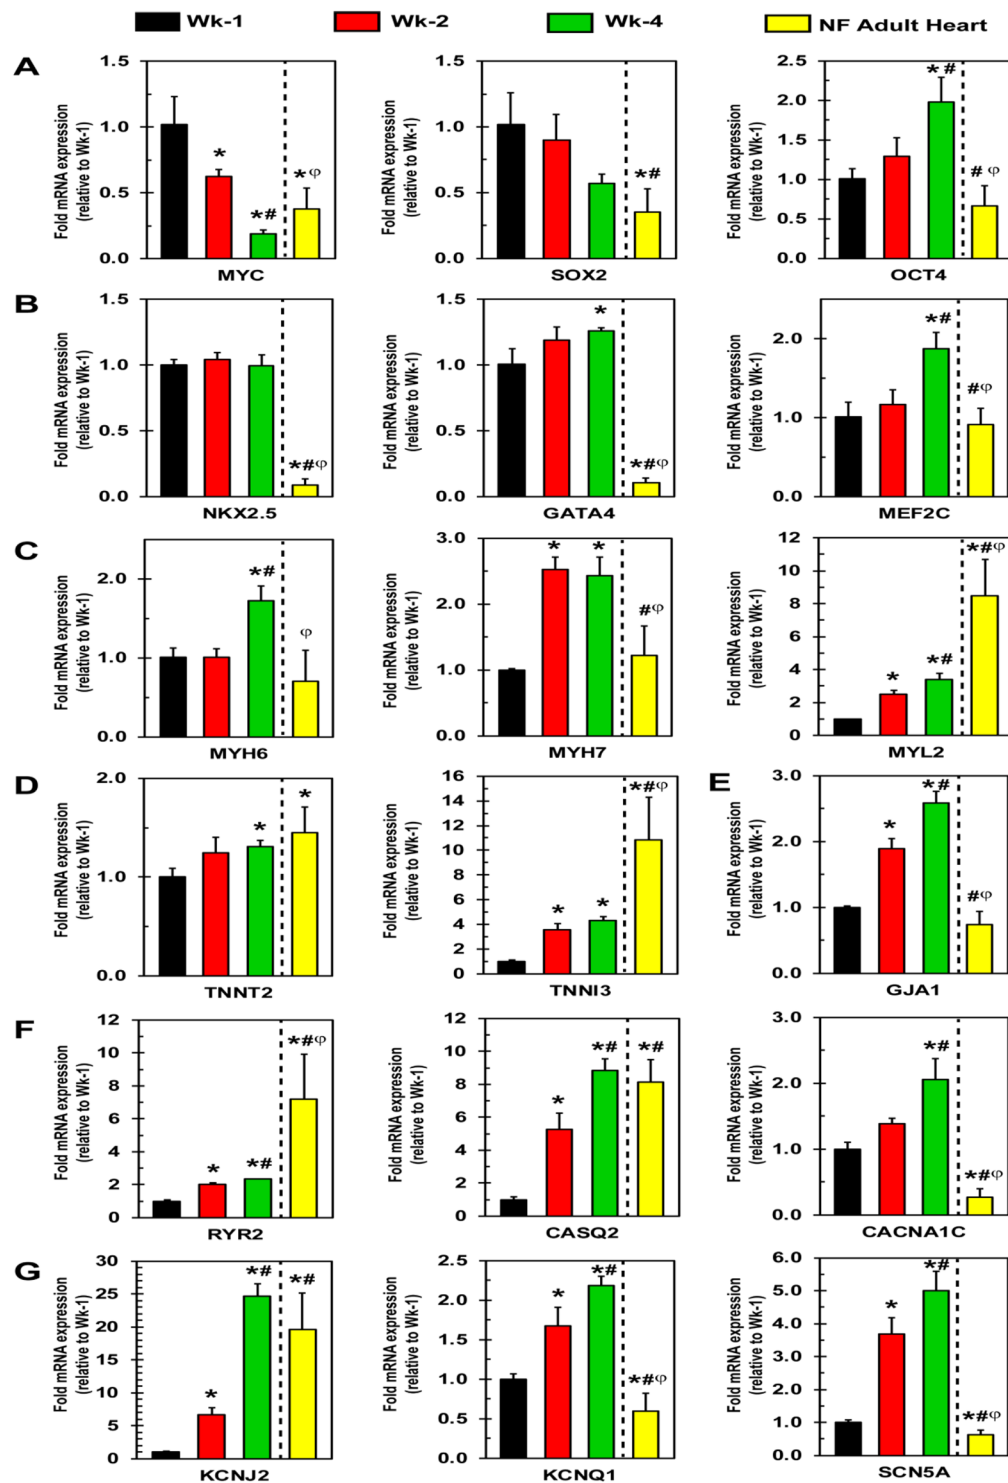 Wk-1 Wk-2 Wk-4 NF Adult Heart
A
Fold mRNA expression
(relative to Wk-1)
1.5
1.0
0.5
0.0
*
*#
*φ
MYC
Fold mRNA expression
(relative to Wk-1)
1.5
1.0
0.5
0.0
*#
SOX2
Fold mRNA expression
(relative to Wk-1)
2.5
2.0
1.5
1.0
0.5
0.0
*#
#φ
OCT4
B
Fold mRNA expression
(relative to Wk-1)
1.5
1.0
0.5
0.0
*#φ
NKX2.5
Fold mRNA expression
(relative to Wk-1)
1.5
1.0
0.5
0.0
*
*#φ
GATA4
Fold mRNA expression
(relative to Wk-1)
2.0
1.0
0.0
*#
#φ
MEF2C
C
Fold mRNA expression
(relative to Wk-1)
2.0
1.0
0.0
*#
φ
MYH6
Fold mRNA expression
(relative to Wk-1)
3.0
2.0
1.0
0.0
*
*
#φ
MYH7
Fold mRNA expression
(relative to Wk-1)
12
10
8
6
4
2
0
*
*#
*#φ
MYL2
D
Fold mRNA expression
(relative to Wk-1)
2.0
1.0
0.0
*
*
TNNT2
Fold mRNA expression
(relative to Wk-1)
16
14
12
10
8
6
4
2
0
*
*
*#φ
TNNI3
E
Fold mRNA expression
(relative to Wk-1)
3.0
2.0
1.0
0.0
*
*#
#φ
GJA1
F
Fold mRNA expression
(relative to Wk-1)
12
10
8
6
4
2
0
*
*#
*#φ
RYR2
Fold mRNA expression
(relative to Wk-1)
12
10
8
6
4
2
0
*
*#
*#
CASQ2
Fold mRNA expression
(relative to Wk-1)
3.0
2.0
1.0
0.0
*#
*#φ
CACNA1C
G
Fold mRNA expression
(relative to Wk-1)
30
25
20
15
10
5
0
*
*#
*#
KCNJ2
Fold mRNA expression
(relative to Wk-1)
2.5
2.0
1.5
1.0
0.5
0.0
*
*#
*#φ
KCNQ1
Fold mRNA expression
(relative to Wk-1)
6.0
5.0
4.0
3.0
2.0
1.0
0.0
*
*#
*#φ
SCN5A